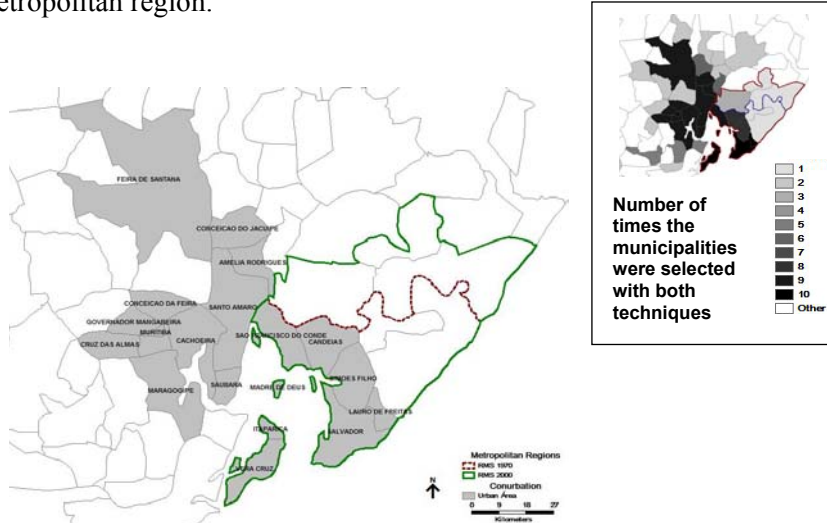 etropolitan region.
FEIRA DE SANTANA
CONCEICAO DO JACUIPE
AMELIA RODRIGUES
CONCEICAO DA FEIRA
SANTO AMARO
GOVERNADOR MANGABEIRA
MURITIBA
CRUZ DAS ALMAS
CACHOEIRA
SAO FRANCISCO DO CONDE
CANDEIAS
SAUBARA
MADRE DE DEUS
SIMOES FILHO
MARAGOGIPE
LAURO DE FREITAS
ITAPARICA
SALVADOR
VERA CRUZ
Metropolitan Regions
RMS 1970
RMS 2000
Conurbation
Urban Área
N
0 9 18 27
Kilometers
Number of
times the
municipalities
were selected
with both
techniques
1
2
3
4
5
6
7
8
9
10
Other